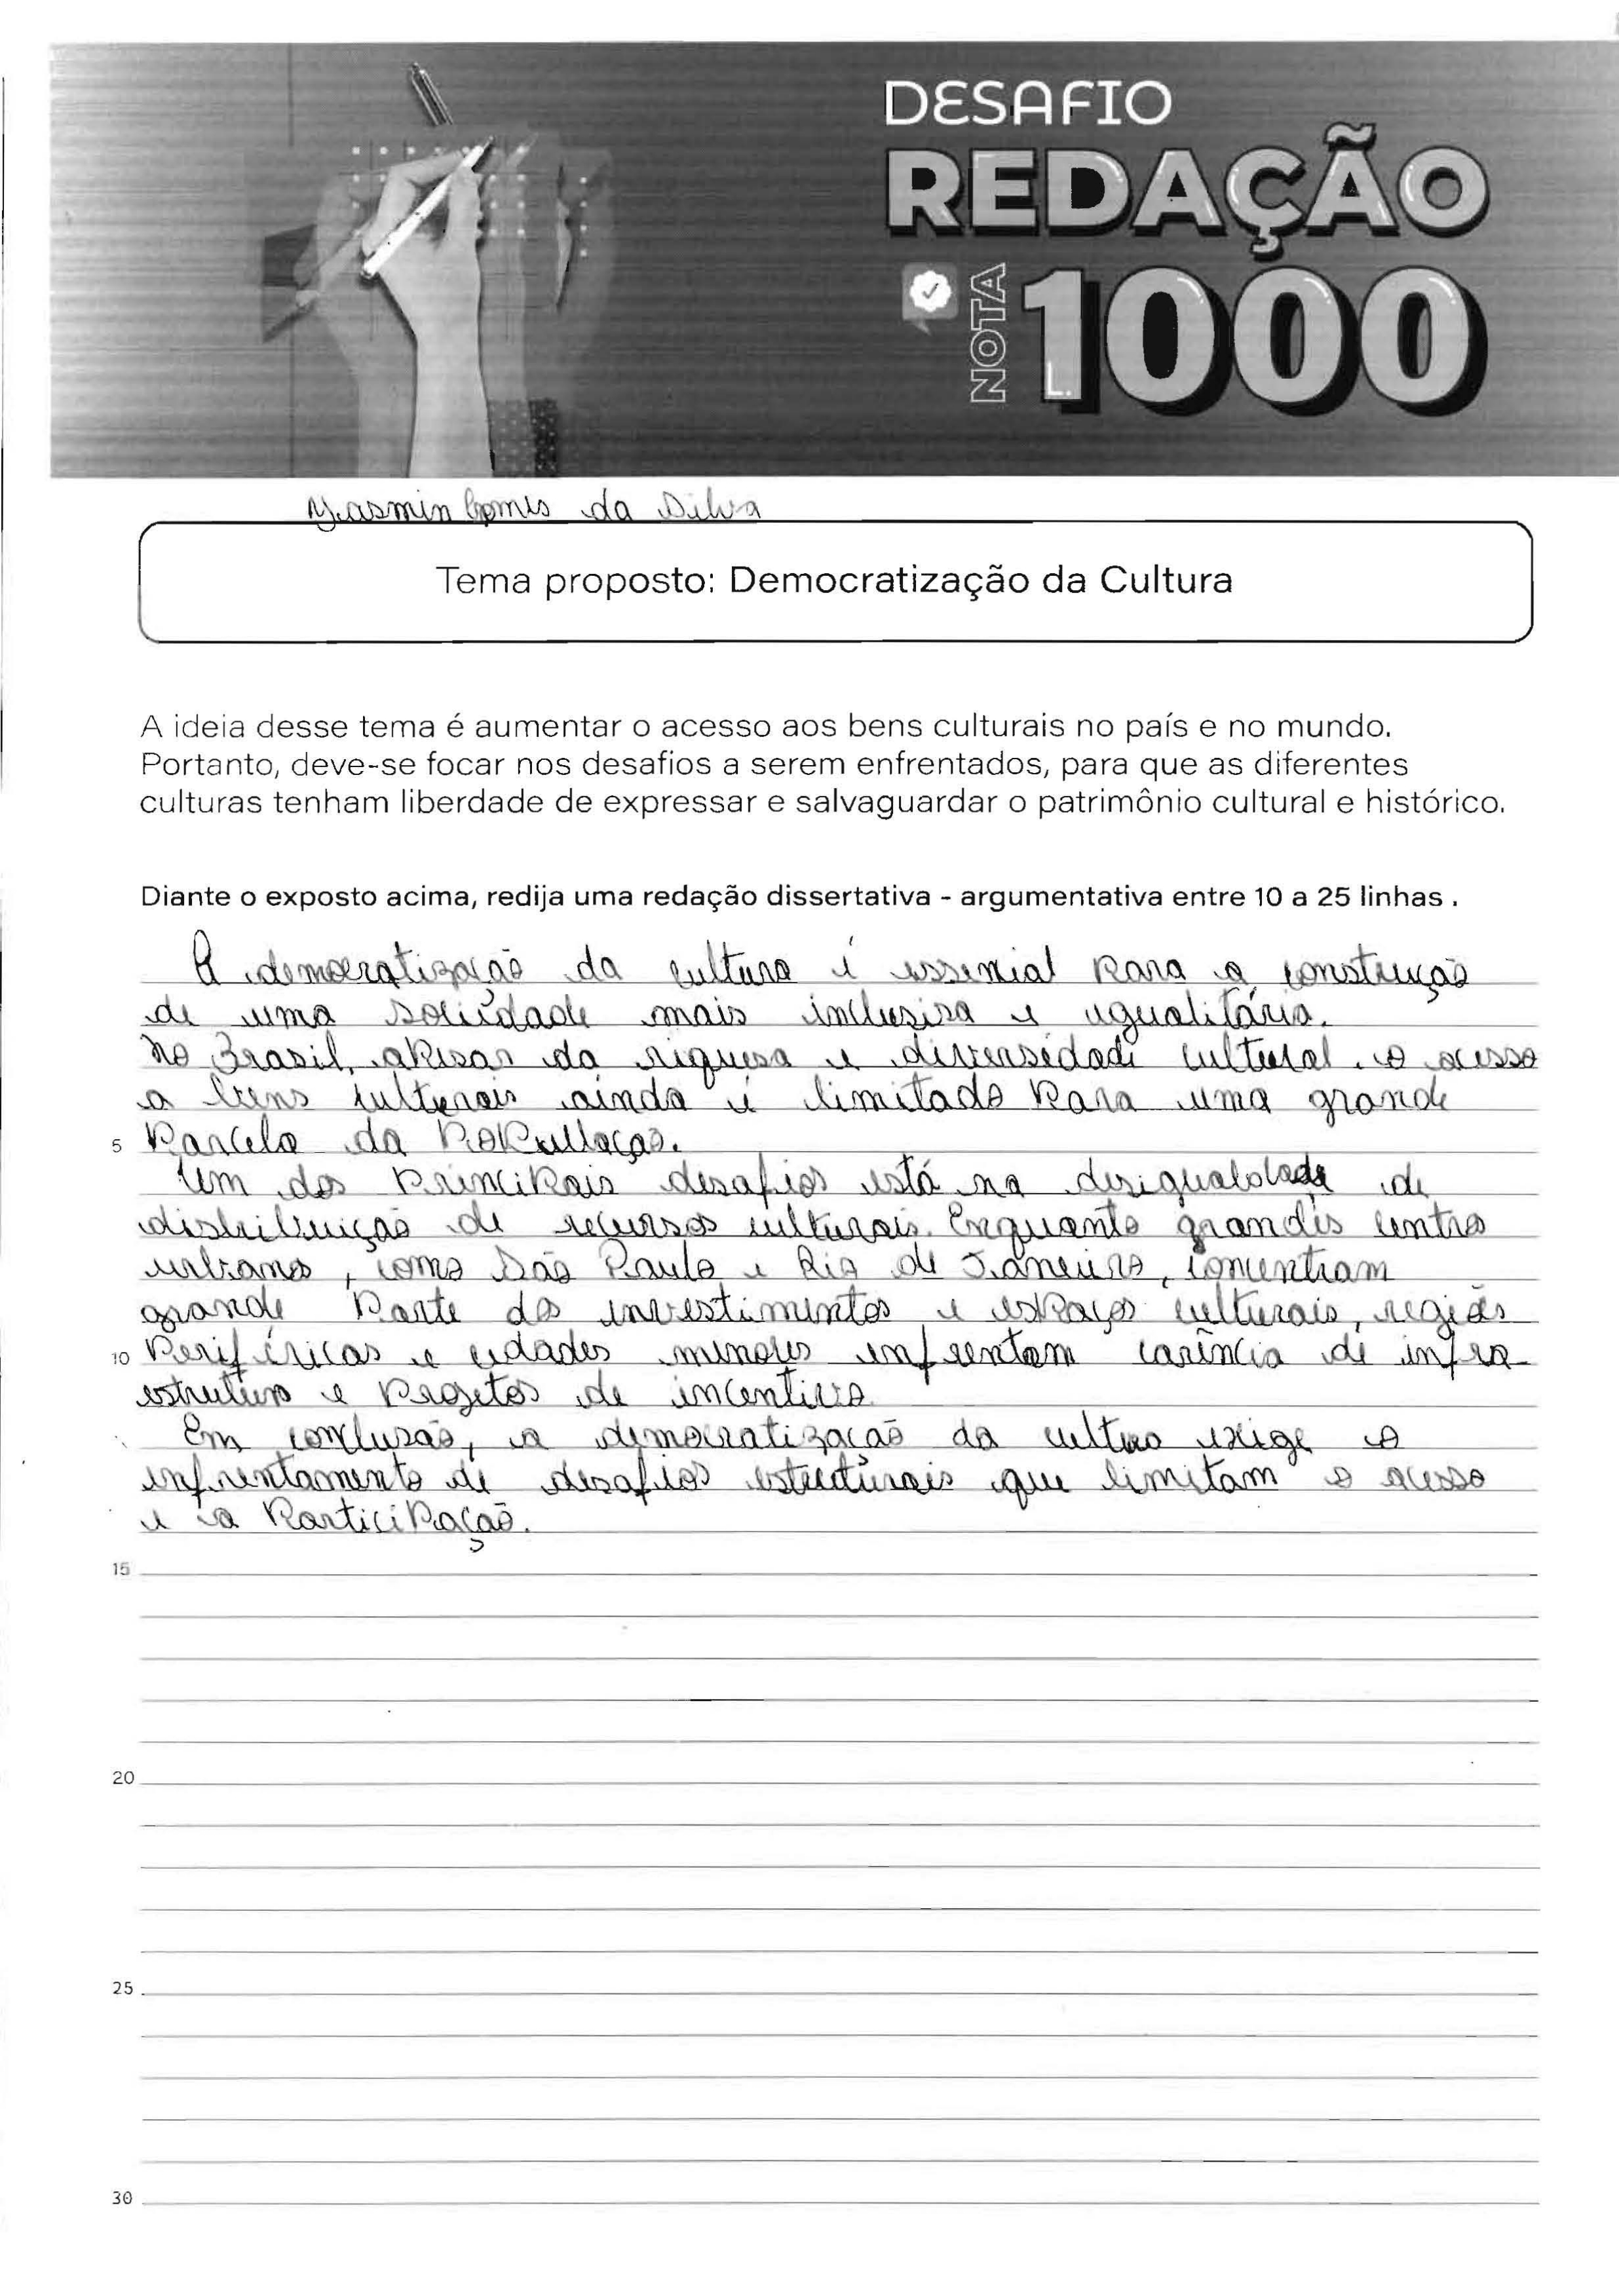 DESAFIO
REDAÇÃO
NOTA
1000
Yasmin Gomes da Silva
Tema proposto: Democratização da Cultura
A ideia desse tema é aumentar o acesso aos bens culturais no país e no mundo.
Portanto, deve-se focar nos desafios a serem enfrentados, para que as diferentes
culturas tenham liberdade de expressar e salvaguardar o patrimônio cultural e histórico.
Diante o exposto acima, redija uma redação dissertativa - argumentativa entre 10 a 25 linhas .
A democratização da cultura é essencial para a construção
de uma sociedade mais inclusiva e ugualitária.
No Brasil, apesar da riquesa e diversidade cultural, o acesso
a bens culturais ainda é limitado para uma grande
5 Parcela da Popullação.
Um dos Principais desafios está na desigualdade de
distribuição de recursos culturais. Enquanto grandes centros
urbanos, como São Paulo e Rio de Janeiro, concentram
grande Parte dos investimentos e espaços culturais, regiões
10 Periféricas e cidades menores enfrentam carência de infra-
estrutura e Projetos de incentivo
Em conclusão, a democratização da cultura exige o
enfrentamento de desafios estruturais que limitam o acesso
e a Participação.
15
20
25
30